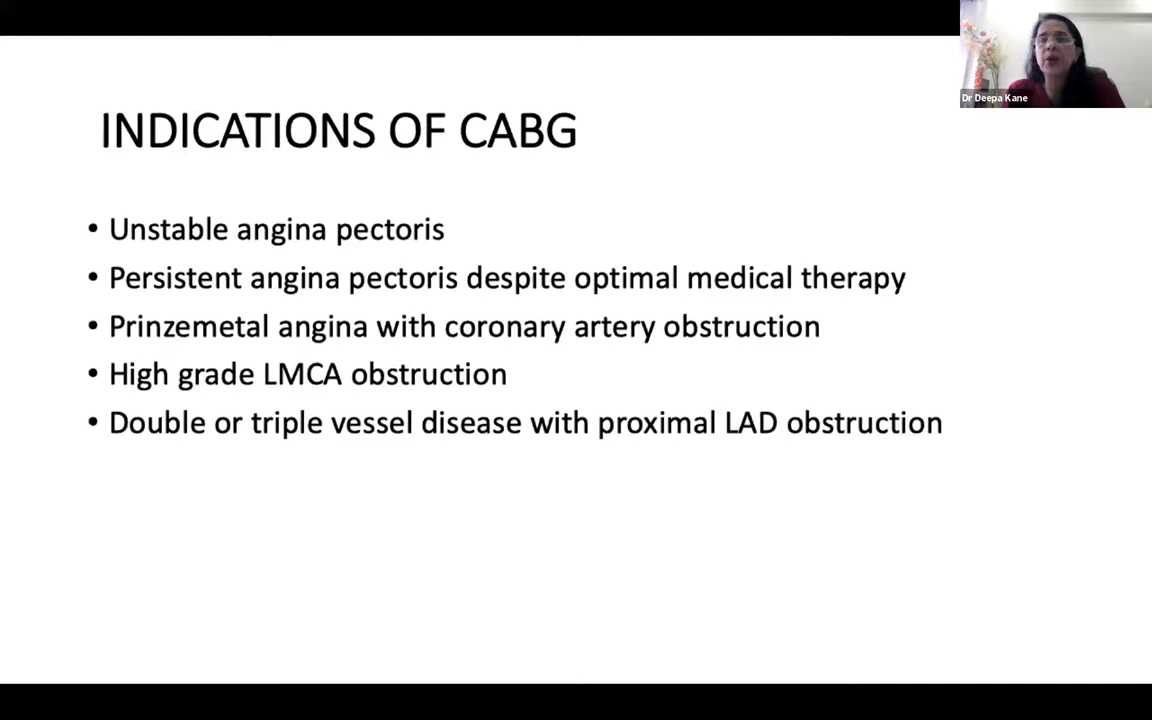 Dr Deepa Kane
INDICATIONS OF CABG
• Unstable angina pectoris
• Persistent angina pectoris despite optimal medical therapy
• Prinzemetal angina with coronary artery obstruction
• High grade LMCA obstruction
• Double or triple vessel disease with proximal LAD obstruction